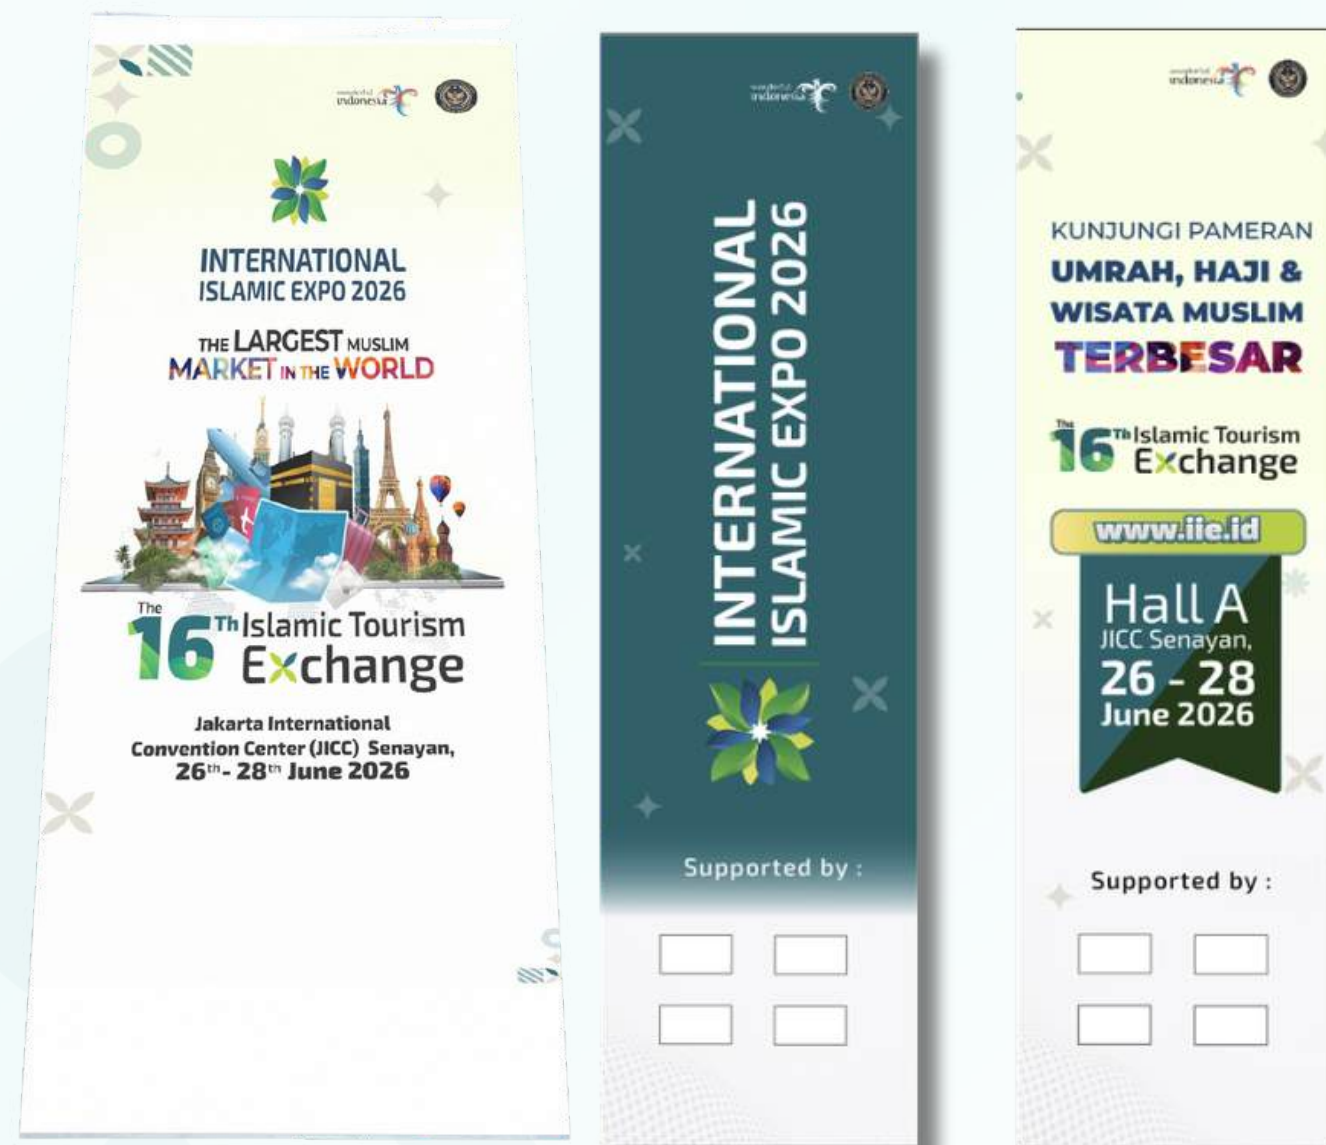 wonderful
indonesia
INTERNATIONAL
ISLAMIC EXPO 2026
THE LARGEST MUSLIM
MARKET IN THE WORLD
The
16Th Islamic Tourism
Exchange
Jakarta International
Convention Center (JICC) Senayan,
26th - 28th June 2026
wonderful
indonesia
INTERNATIONAL
ISLAMIC EXPO 2026
Supported by :
wonderful
indonesia
KUNJUNGI PAMERAN
UMRAH, HAJI &
WISATA MUSLIM
TERBESAR
The
16Th Islamic Tourism
Exchange
www.iie.id
Hall A
JICC Senayan,
26 - 28
June 2026
Supported by :